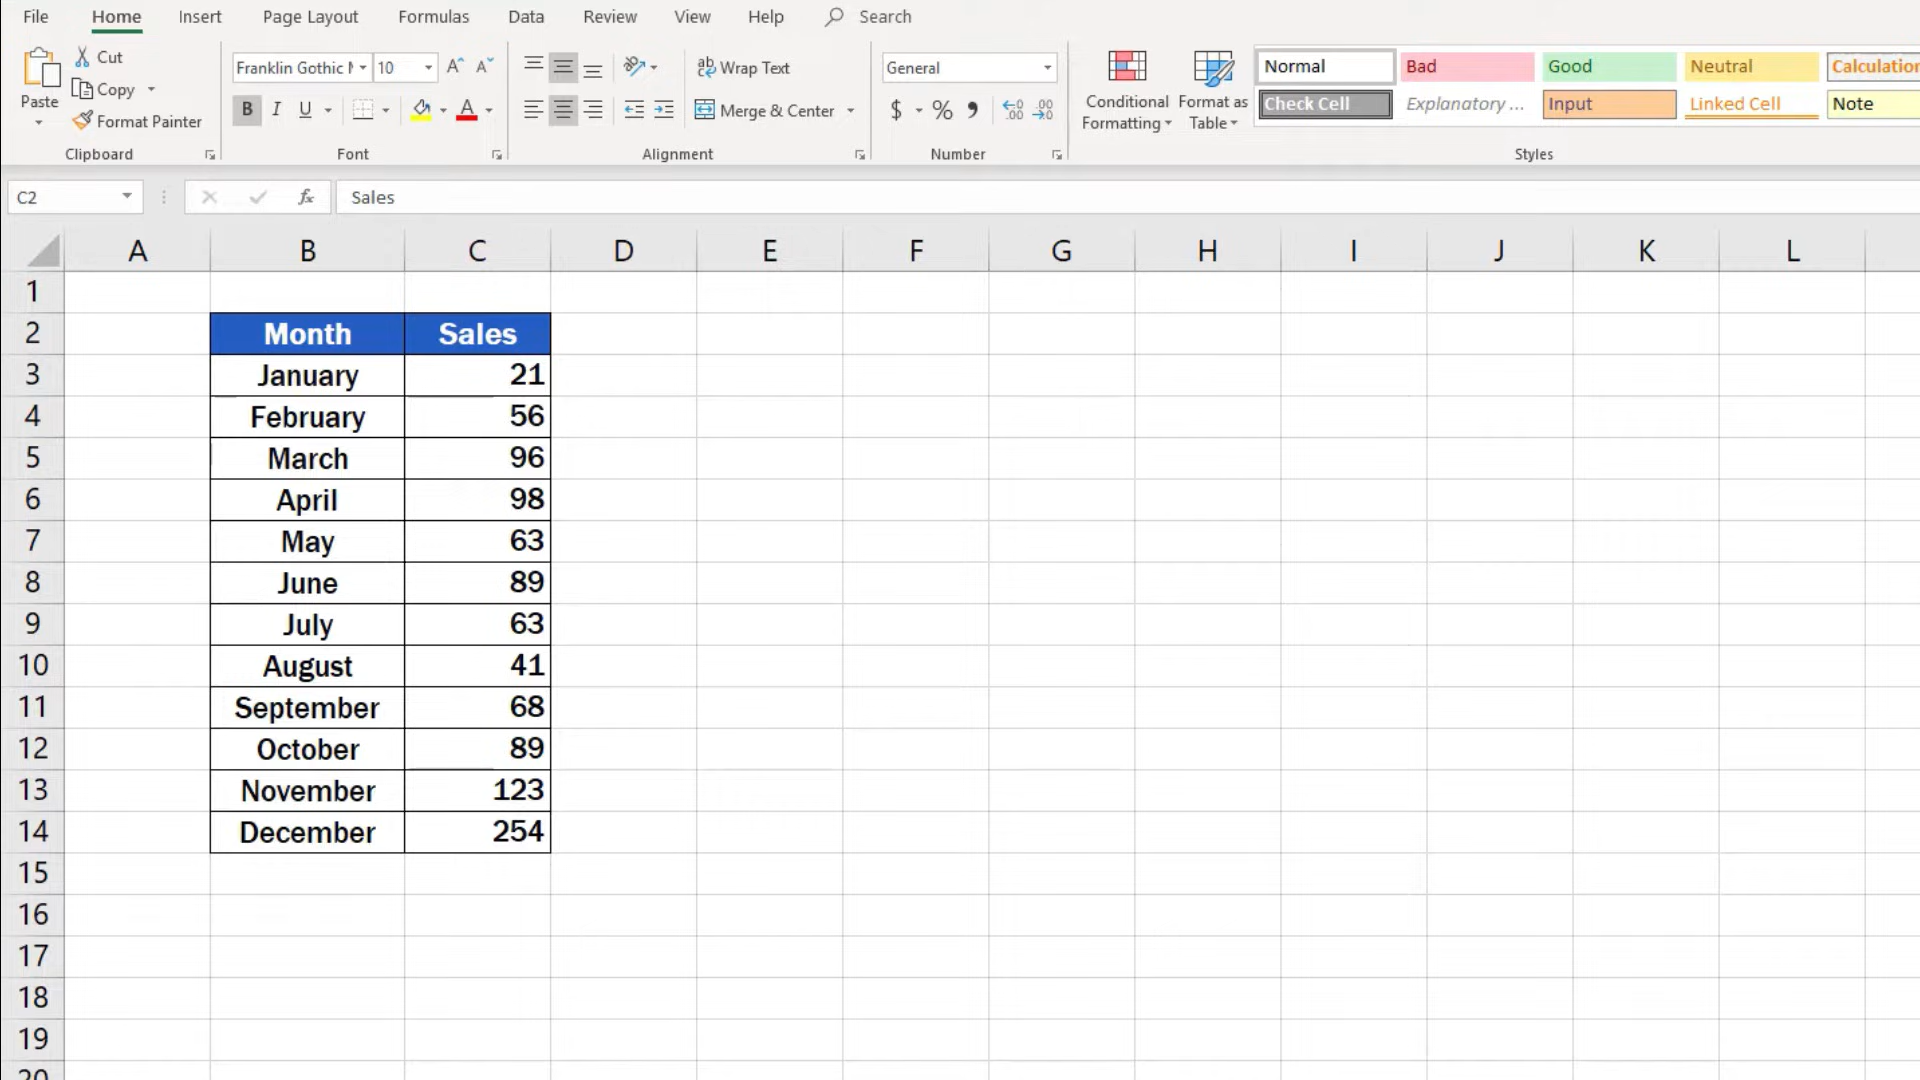 File Home Insert Page Layout Formulas Data Review View Help Search
Paste
Cut
Copy
Format Painter
Clipboard
Franklin Gothic 10
B I U
Font
Wrap Text
Merge & Center
Alignment
General
$ % ,
Number
Conditional Formatting
Format as Table
Normal Bad Good Neutral Calculation
Check Cell Explanatory ... Input Linked Cell Note
Styles
C2 fx Sales
A B C D E F G H I J K L
1
2 Month Sales
3 January 21
4 February 56
5 March 96
6 April 98
7 May 63
8 June 89
9 July 63
10 August 41
11 September 68
12 October 89
13 November 123
14 December 254
15
16
17
18
19
20